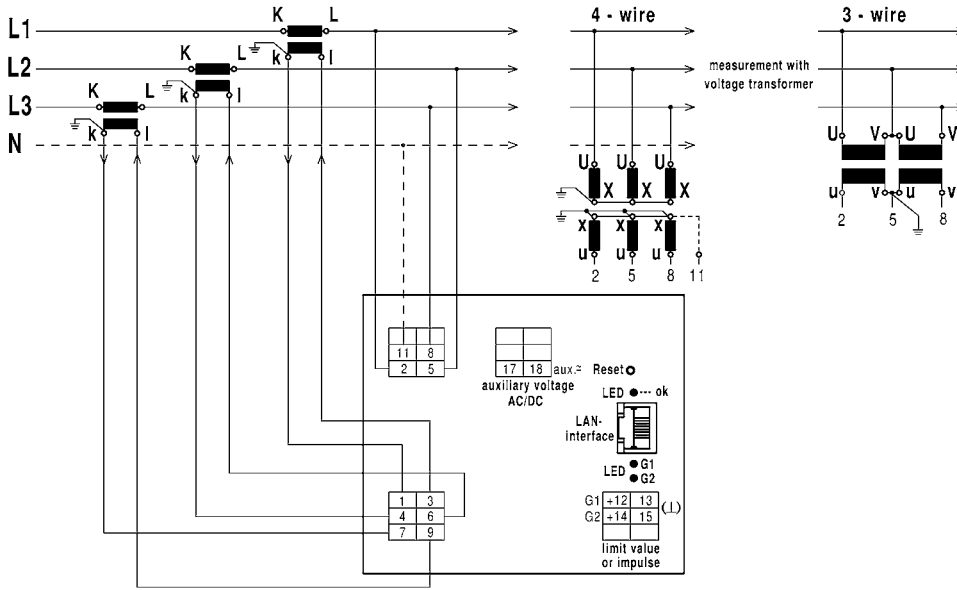 K L 4 - wire 3 - wire
L1
k l
K L
L2 measurement with
voltage transformer
k l
K L
L3
k l
N
U V U V
U U U
X X X
u v u v
2 5 8
x x x
u u u
2 5 8 11
11 8
2 5
17 18 aux.≂
auxiliary voltage
AC/DC
Reset
LED --- ok
LAN-
interface
LED G1
G2
1 3
4 6
7 9
G1 +12 13 (⊥)
G2 +14 15
limit value
or impulse